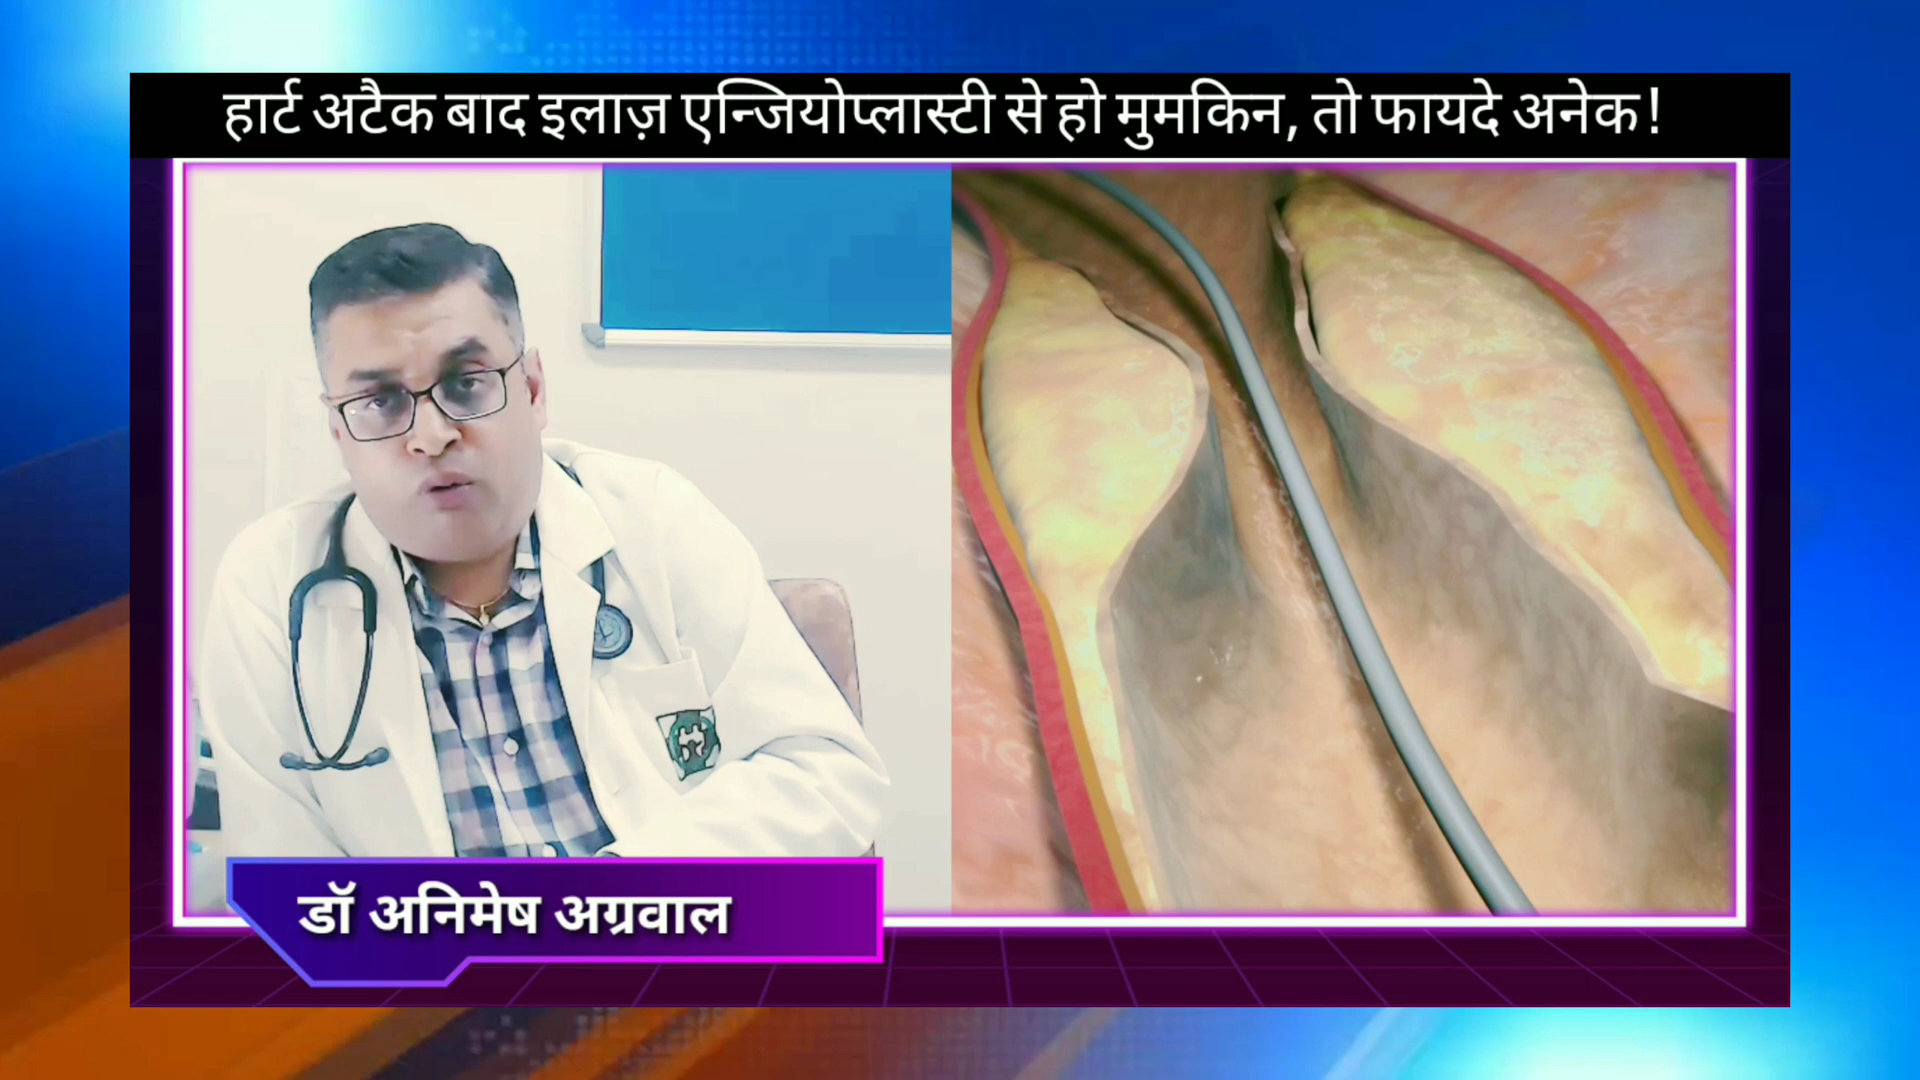 हार्ट अटैक बाद इलाज़ एन्जियोप्लास्टी से हो मुमकिन, तो फायदे अनेक!
डॉ अनिमेष अग्रवाल